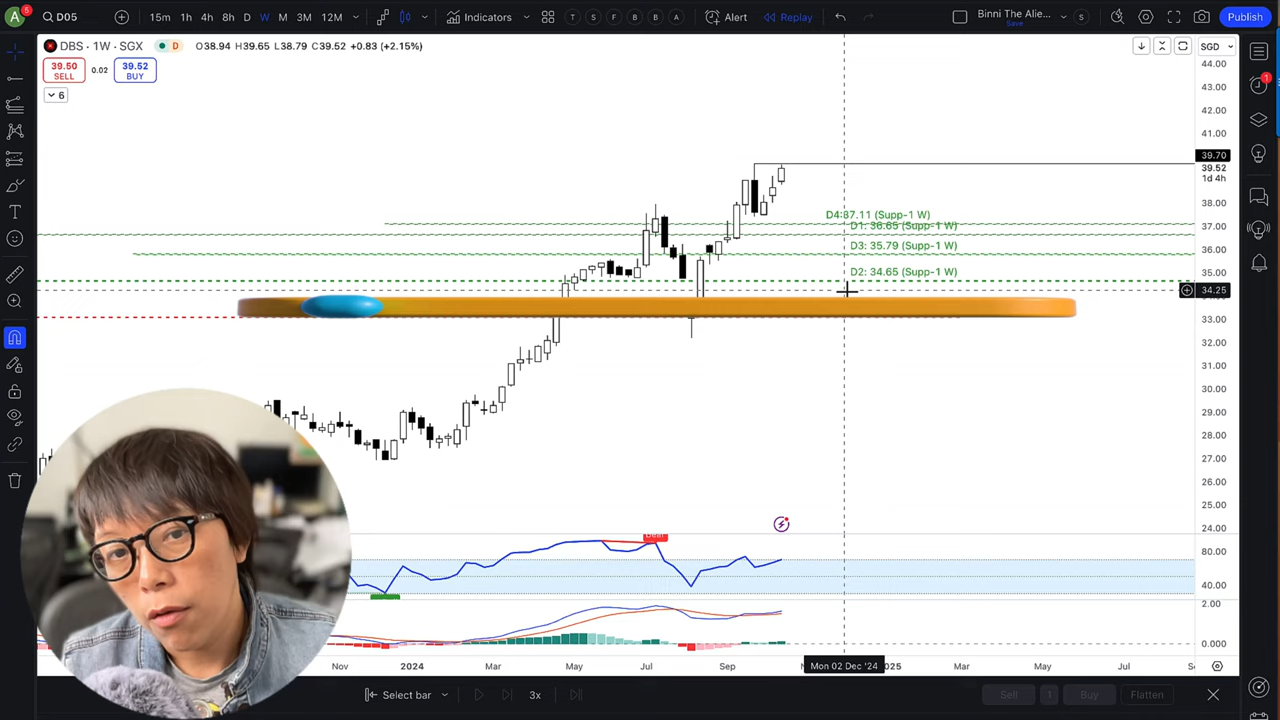 A 5 D05 15m 1h 4h 8h D W M 3M 12M Indicators T S F B B A Alert Replay Binni The Alie... Save S Publish
DBS · 1W · SGX D O38.94 H39.65 L38.79 C39.52 +0.83 (+2.15%) SGD
39.50 SELL 0.02 39.52 BUY
6
44.00
43.00
42.00
41.00
39.70
39.52
1d 4h
38.00
D4:37.11 (Supp-1 W)
37.00
D1: 36.65 (Supp-1 W)
36.00
D3: 35.79 (Supp-1 W)
35.00
D2: 34.65 (Supp-1 W)
34.25
33.00
32.00
31.00
30.00
29.00
28.00
27.00
26.00
25.00
24.00
80.00
40.00
2.00
0.000
Nov 2024 Mar May Jul Sep Mon 02 Dec '24 2025 Mar May Jul
Select bar 3x Sell 1 Buy Flatten
1